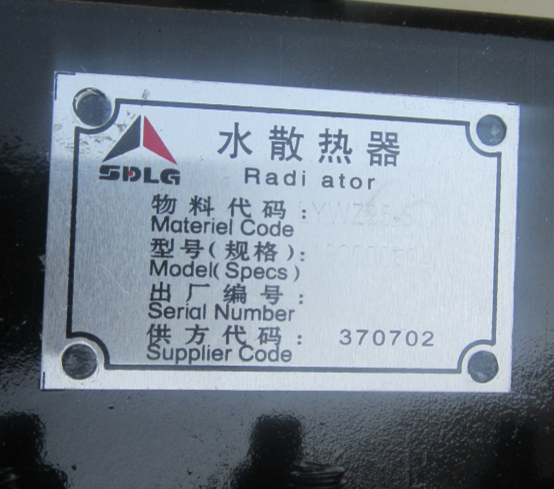 SDLG
水散热器
Radi ator
物料代码：
Materiel Code
型号(规格)：
Model(Specs)
出厂编号：
Serial Number
供方代码： 370702
Supplier Code